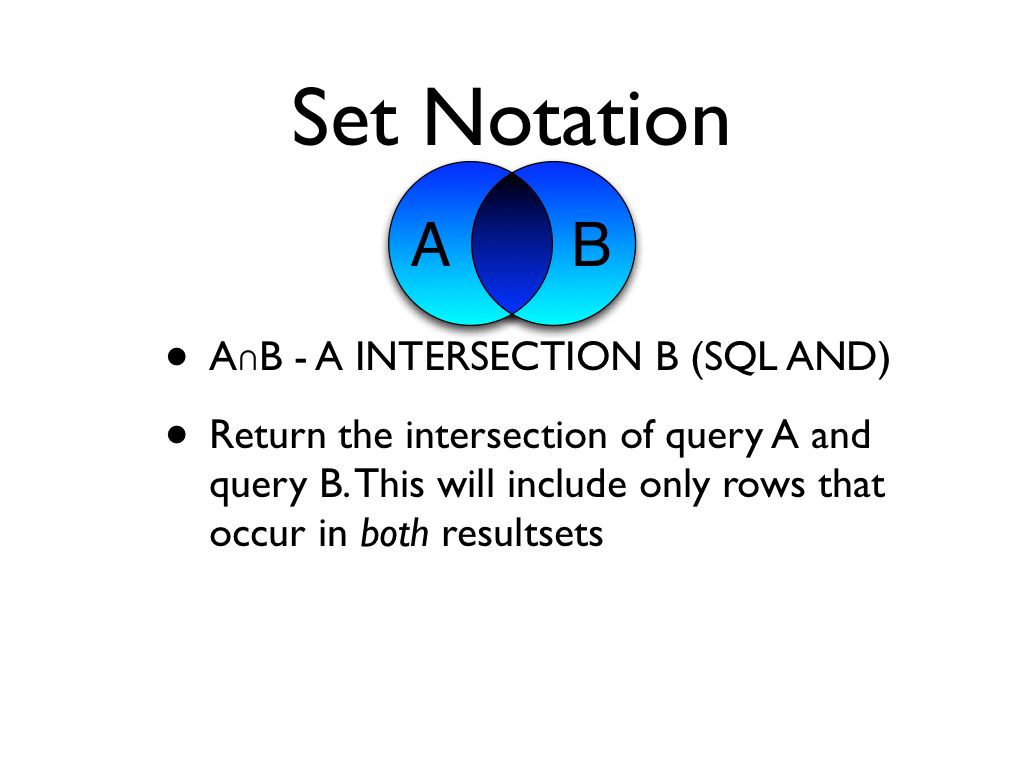 Set Notation
A B
• A∩B - A INTERSECTION B (SQL AND)
• Return the intersection of query A and
query B. This will include only rows that
occur in both resultsets